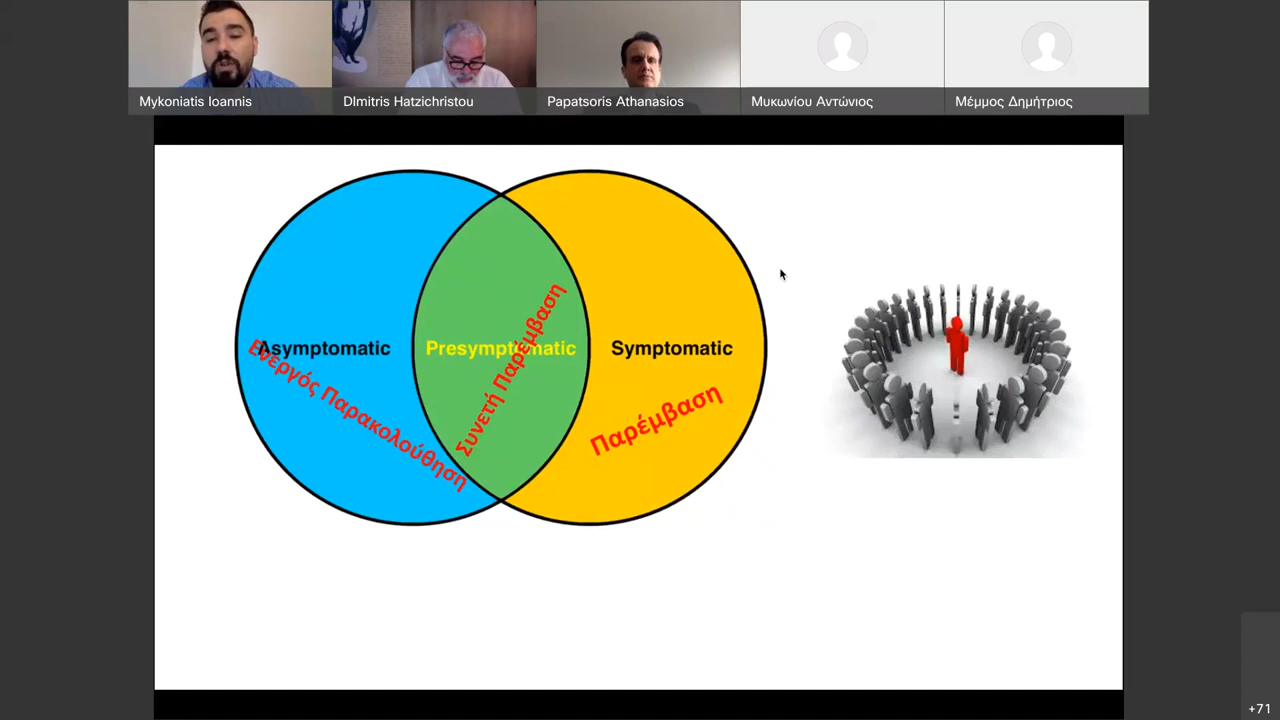 Mykoniatis Ioannis
DImitris Hatzichristou
Papatsoris Athanasios
Μυκωνίου Αντώνιος
Μέμμος Δημήτριος
Asymptomatic
Presymptomatic
Symptomatic
Ενεργός Παρακολούθηση
Συνετή Παρέμβαση
Παρέμβαση
+71